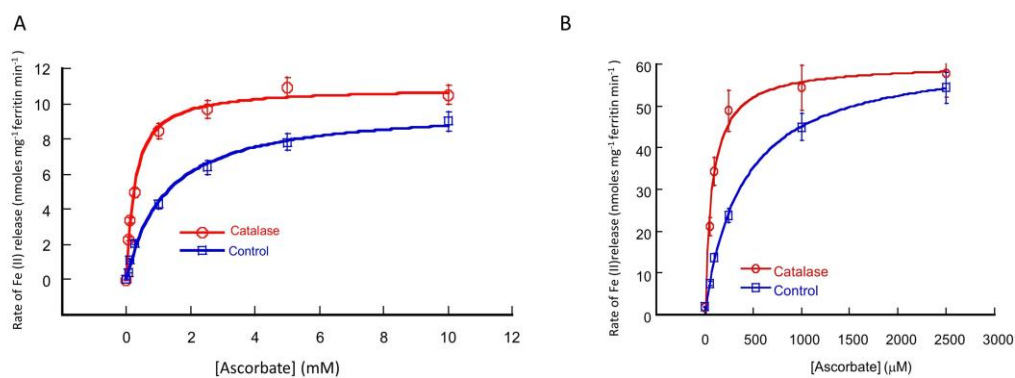 A
Rate of Fe (II) release (nmoles mg⁻¹ ferritin min⁻¹)
12
10
8
6
4
2
0
Catalase
Control
0 2 4 6 8 10 12
[Ascorbate] (mM)
B
Rate of Fe (II)release (nmoles mg⁻¹ferritin min⁻¹)
60
50
40
30
20
10
0
Catalase
Control
0 500 1000 1500 2000 2500 3000
[Ascorbate] (μM)